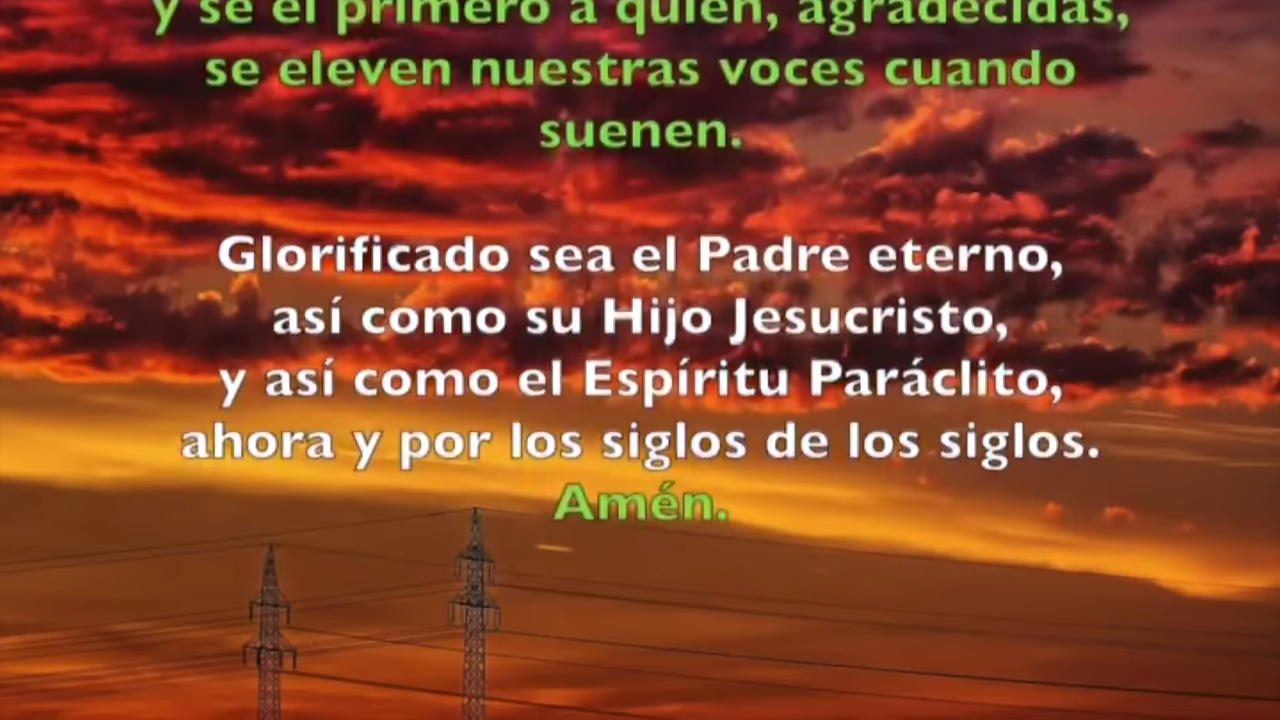 y sé el primero a quien, agradecidas,
se eleven nuestras voces cuando
suenen.
Glorificado sea el Padre eterno,
así como su Hijo Jesucristo,
y así como el Espíritu Paráclito,
ahora y por los siglos de los siglos.
Amén.